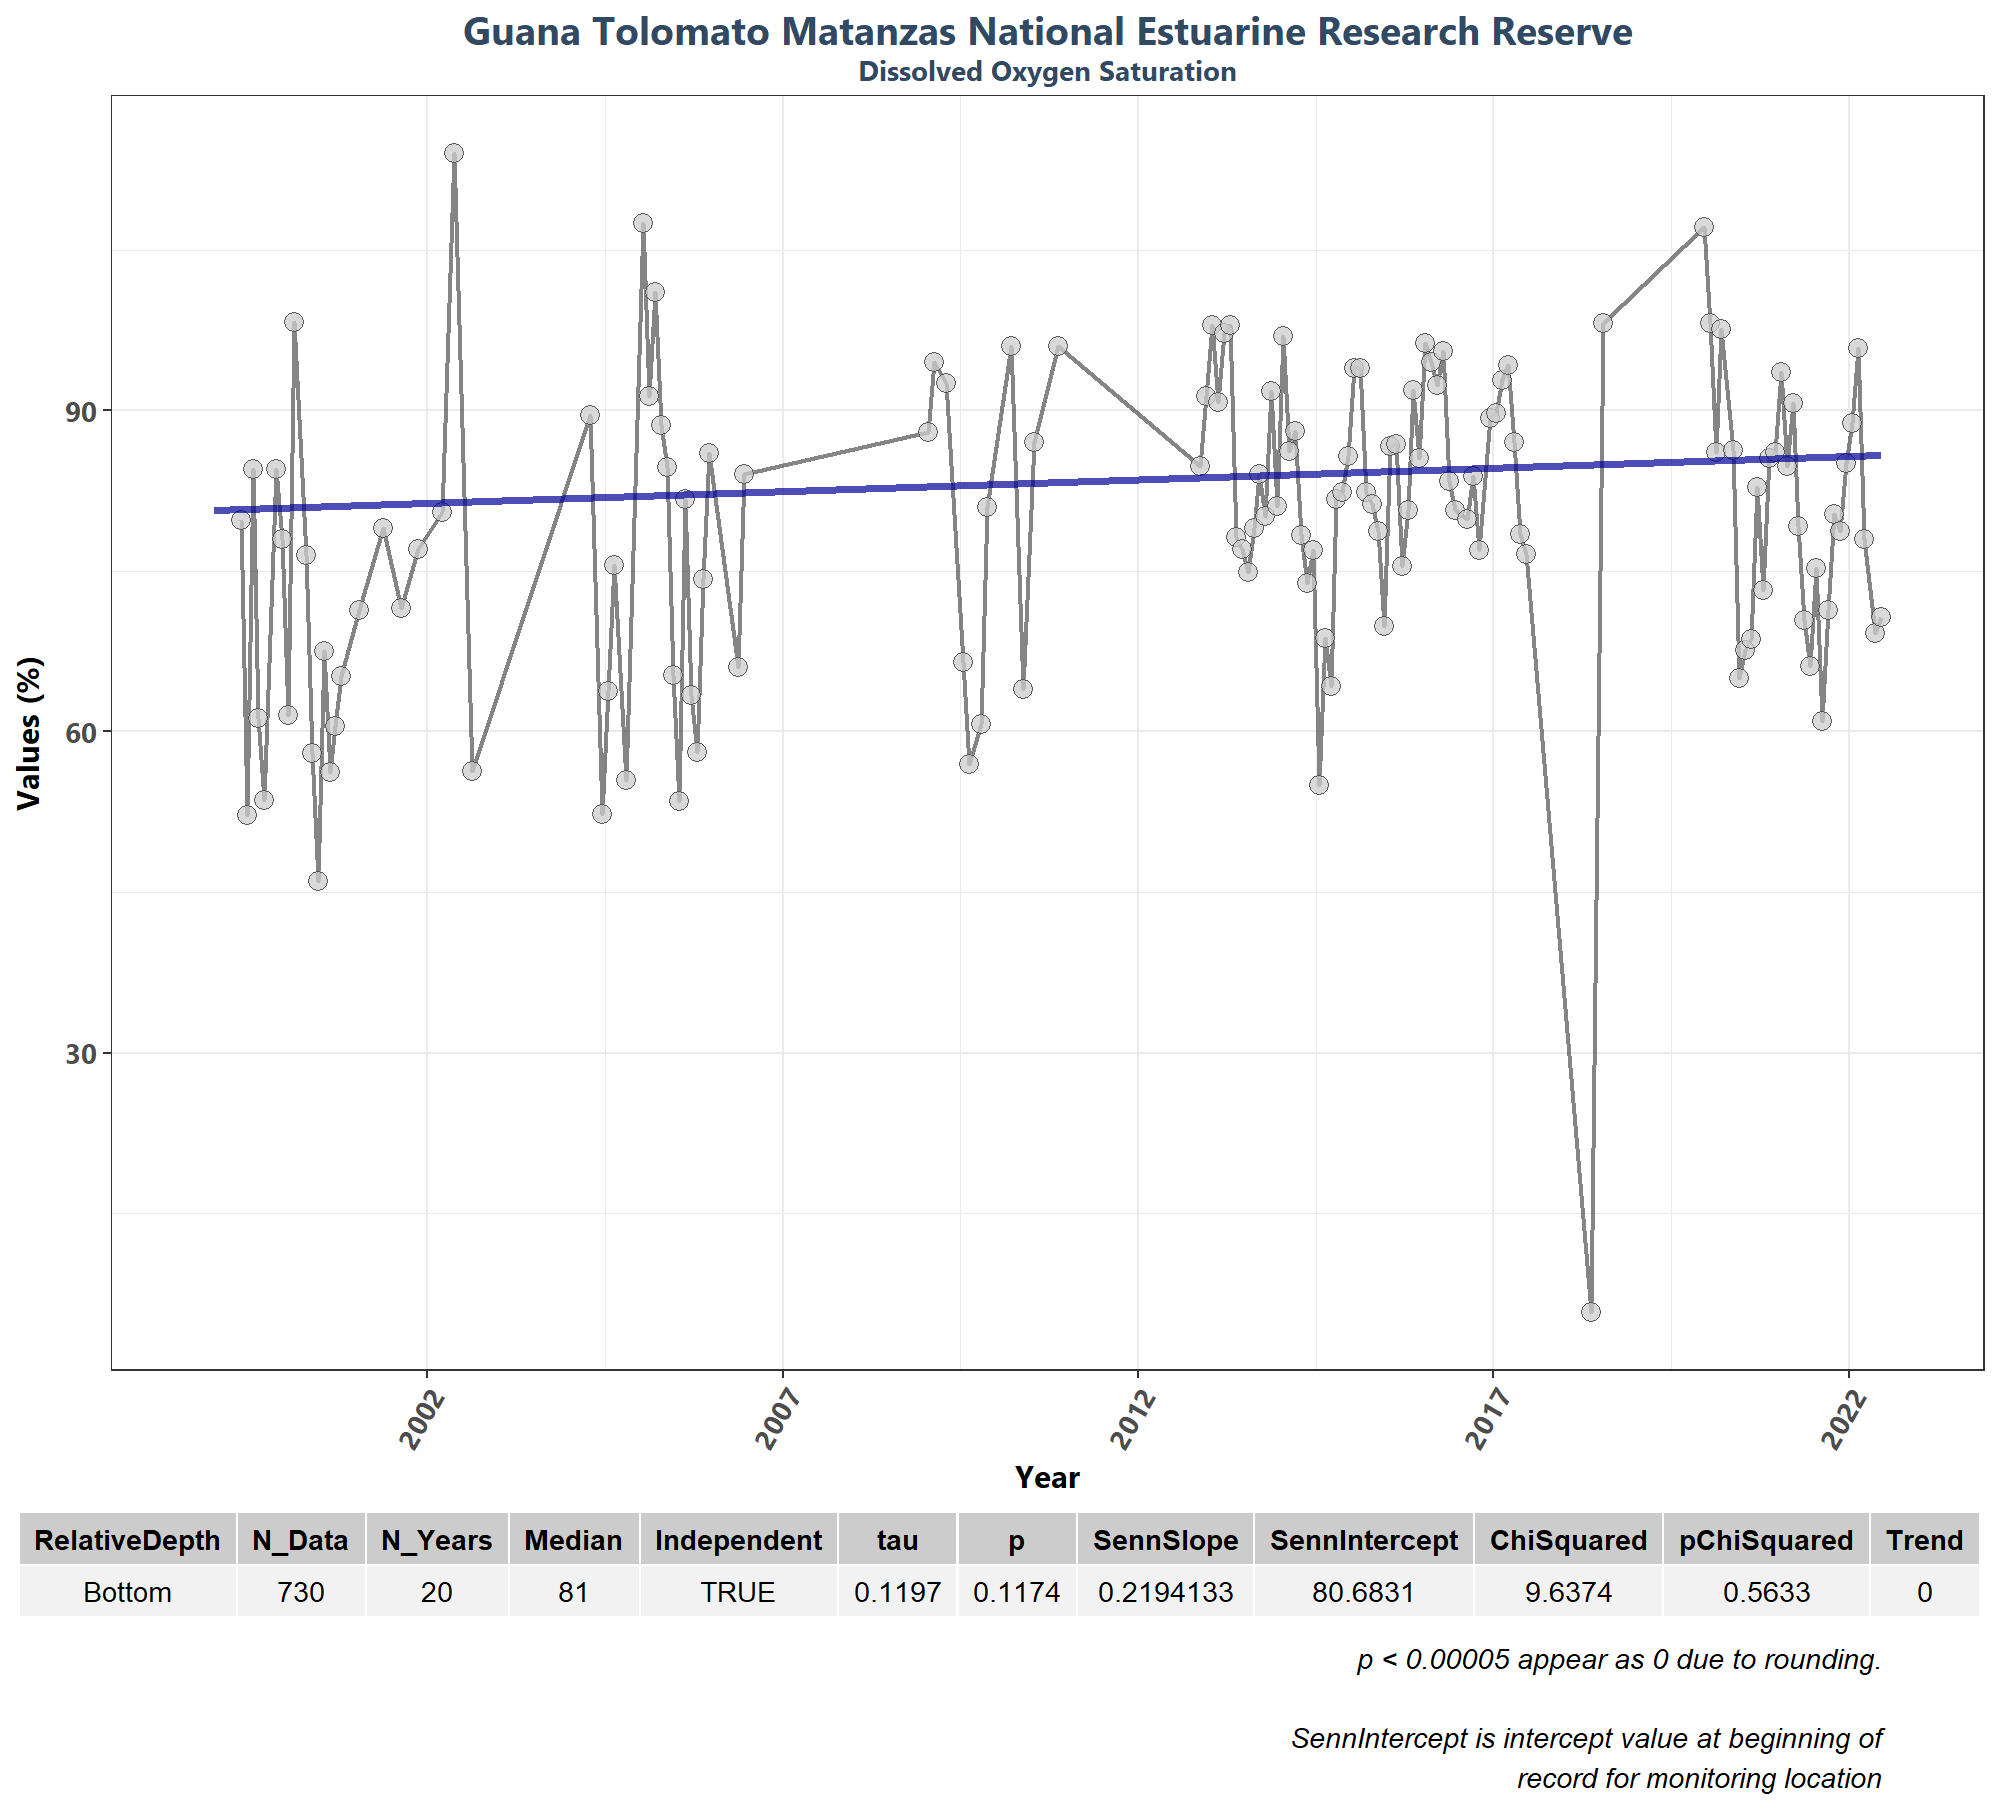 Guana Tolomato Matanzas National Estuarine Research Reserve
Dissolved Oxygen Saturation
Values (%)
90
60
30
2002
2007
2012
2017
2022
Year
RelativeDepth N_Data N_Years Median Independent tau p SennSlope SennIntercept ChiSquared pChiSquared Trend
Bottom 730 20 81 TRUE 0.1197 0.1174 0.2194133 80.6831 9.6374 0.5633 0
p < 0.00005 appear as 0 due to rounding.
SennIntercept is intercept value at beginning of
record for monitoring location